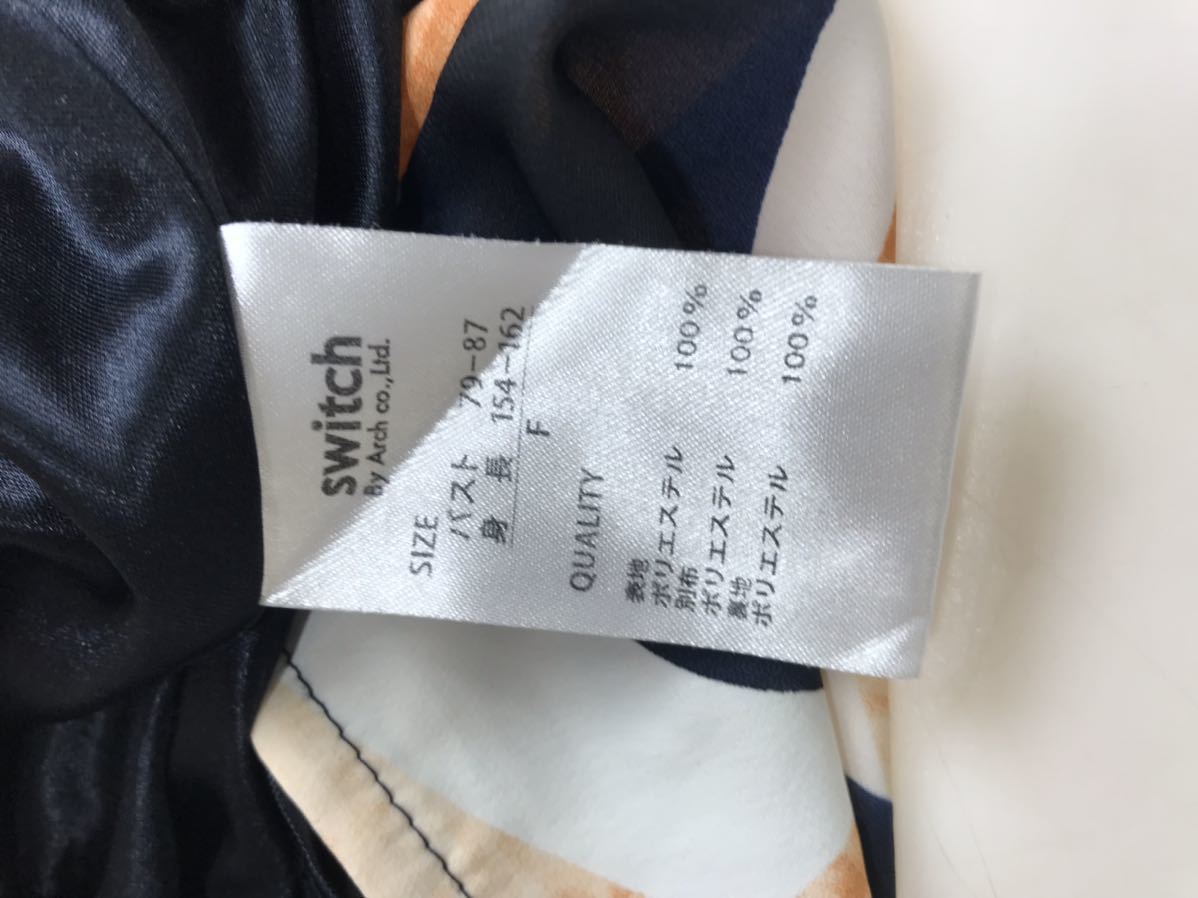 switch
By Arch co.,Ltd.
SIZE
バスト 79-87
身 長 154-162
F
QUALITY
表地
ポリエステル 100%
別布
ポリエステル 100%
裏地
ポリエステル 100%